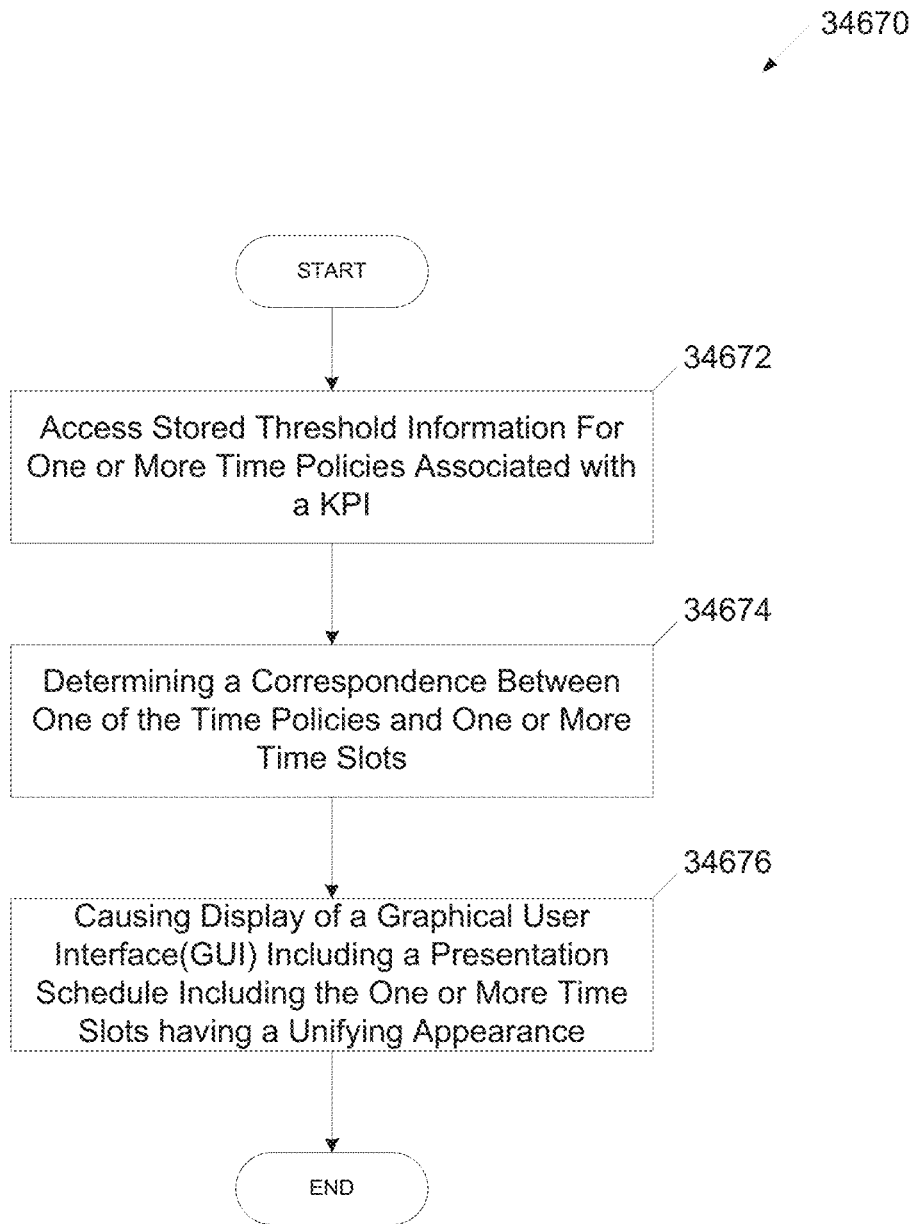 34670
START
34672
Access Stored Threshold Information For
One or More Time Policies Associated with
a KPI
34674
Determining a Correspondence Between
One of the Time Policies and One or More
Time Slots
34676
Causing Display of a Graphical User
Interface(GUI) Including a Presentation
Schedule Including the One or More Time
Slots having a Unifying Appearance
END